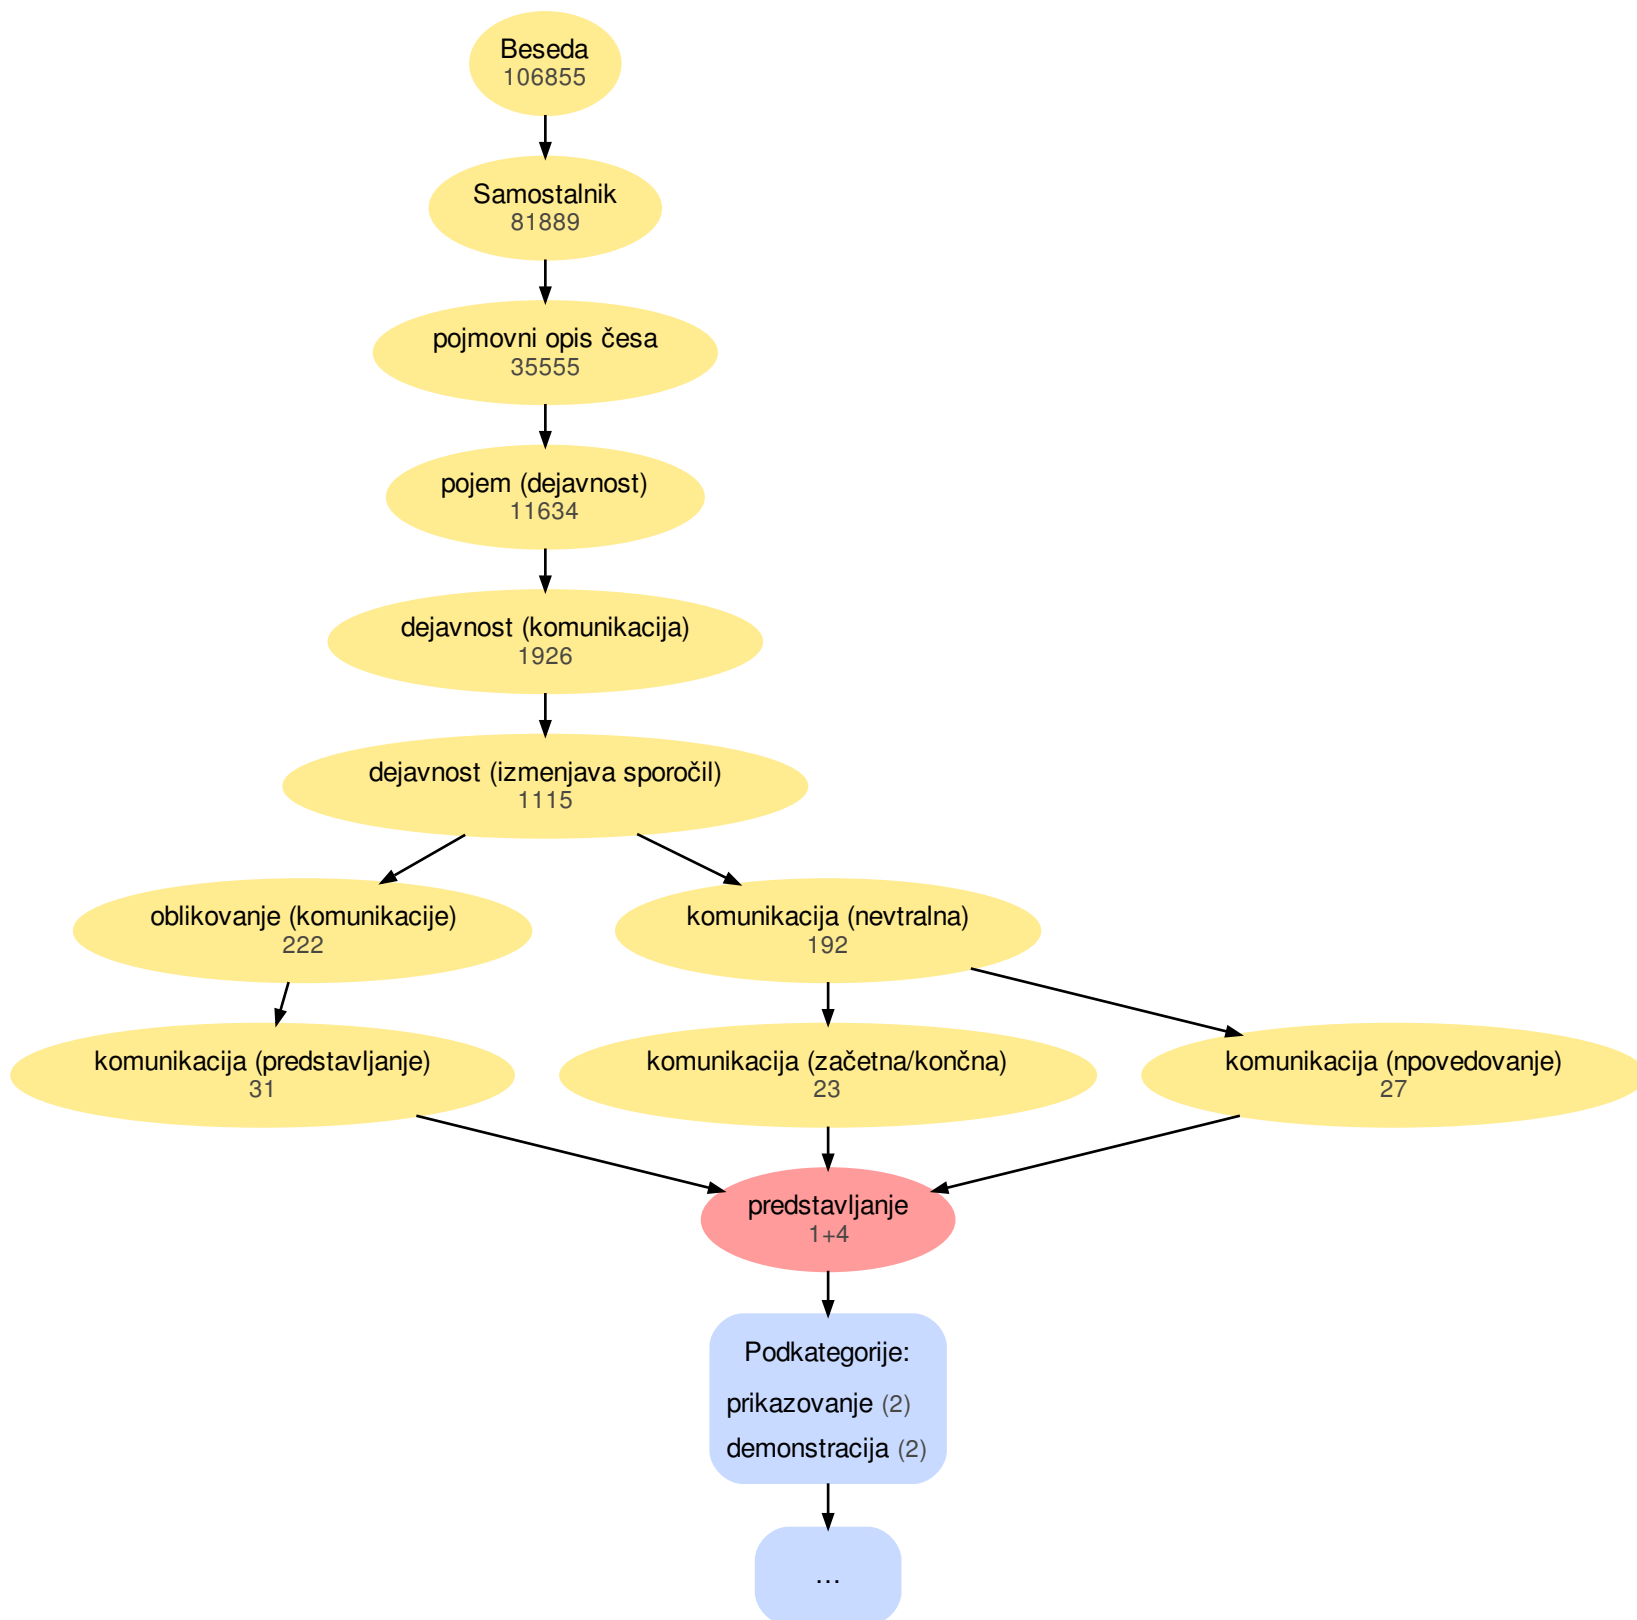 Beseda
106855
Samostalnik
81889
pojmovni opis česa
35555
pojem (dejavnost)
11634
dejavnost (komunikacija)
1926
dejavnost (izmenjava sporočil)
1115
oblikovanje (komunikacije)
222
komunikacija (nevtralna)
192
komunikacija (predstavljanje)
31
komunikacija (začetna/končna)
23
komunikacija (npovedovanje)
27
predstavljanje
1+4
Podkategorije:
prikazovanje (2)
demonstracija (2)
...